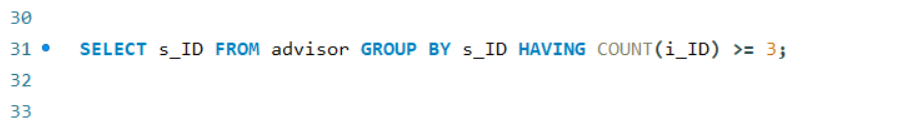 30
31 SELECT s_ID FROM advisor GROUP BY s_ID HAVING COUNT(i_ID) >= 3;
32
33